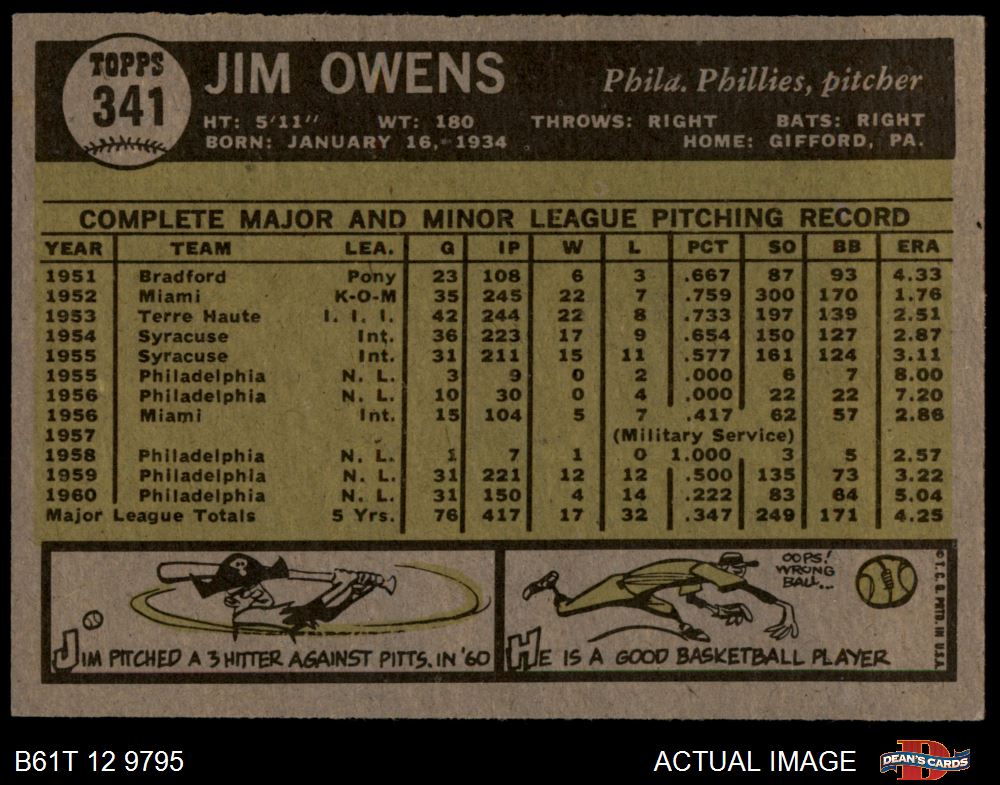 TOPPS
341
JIM OWENS
Phila. Phillies, pitcher
HT: 5'11" WT: 180 THROWS: RIGHT BATS: RIGHT
BORN: JANUARY 16, 1934 HOME: GIFFORD, PA.
COMPLETE MAJOR AND MINOR LEAGUE PITCHING RECORD
YEAR TEAM LEA. G IP W L PCT SO BB ERA
1951 Bradford Pony 23 108 6 3 .667 87 93 4.33
1952 Miami K-O-M 35 245 22 7 .759 300 170 1.76
1953 Terre Haute I. I. I. 42 244 22 8 .733 197 139 2.51
1954 Syracuse Int. 36 223 17 9 .654 150 127 2.87
1955 Syracuse Int. 31 211 15 11 .577 161 124 3.11
1955 Philadelphia N. L. 3 9 0 2 .000 6 7 8.00
1956 Philadelphia N. L. 10 30 0 4 .000 22 22 7.20
1956 Miami Int. 15 104 5 7 .417 62 57 2.86
1957 (Military Service)
1958 Philadelphia N. L. 1 7 1 0 1.000 3 5 2.57
1959 Philadelphia N. L. 31 221 12 12 .500 135 73 3.22
1960 Philadelphia N. L. 31 150 4 14 .222 83 64 5.04
Major League Totals 5 Yrs. 76 417 17 32 .347 249 171 4.25
JIM PITCHED A 3 HITTER AGAINST PITTS. IN '60
OOPS!
WRONG
BALL...
HE IS A GOOD BASKETBALL PLAYER
© T. C. G. PRTD. IN U.S.A.
B61T 12 9795
ACTUAL IMAGE
DEAN'S CARDS